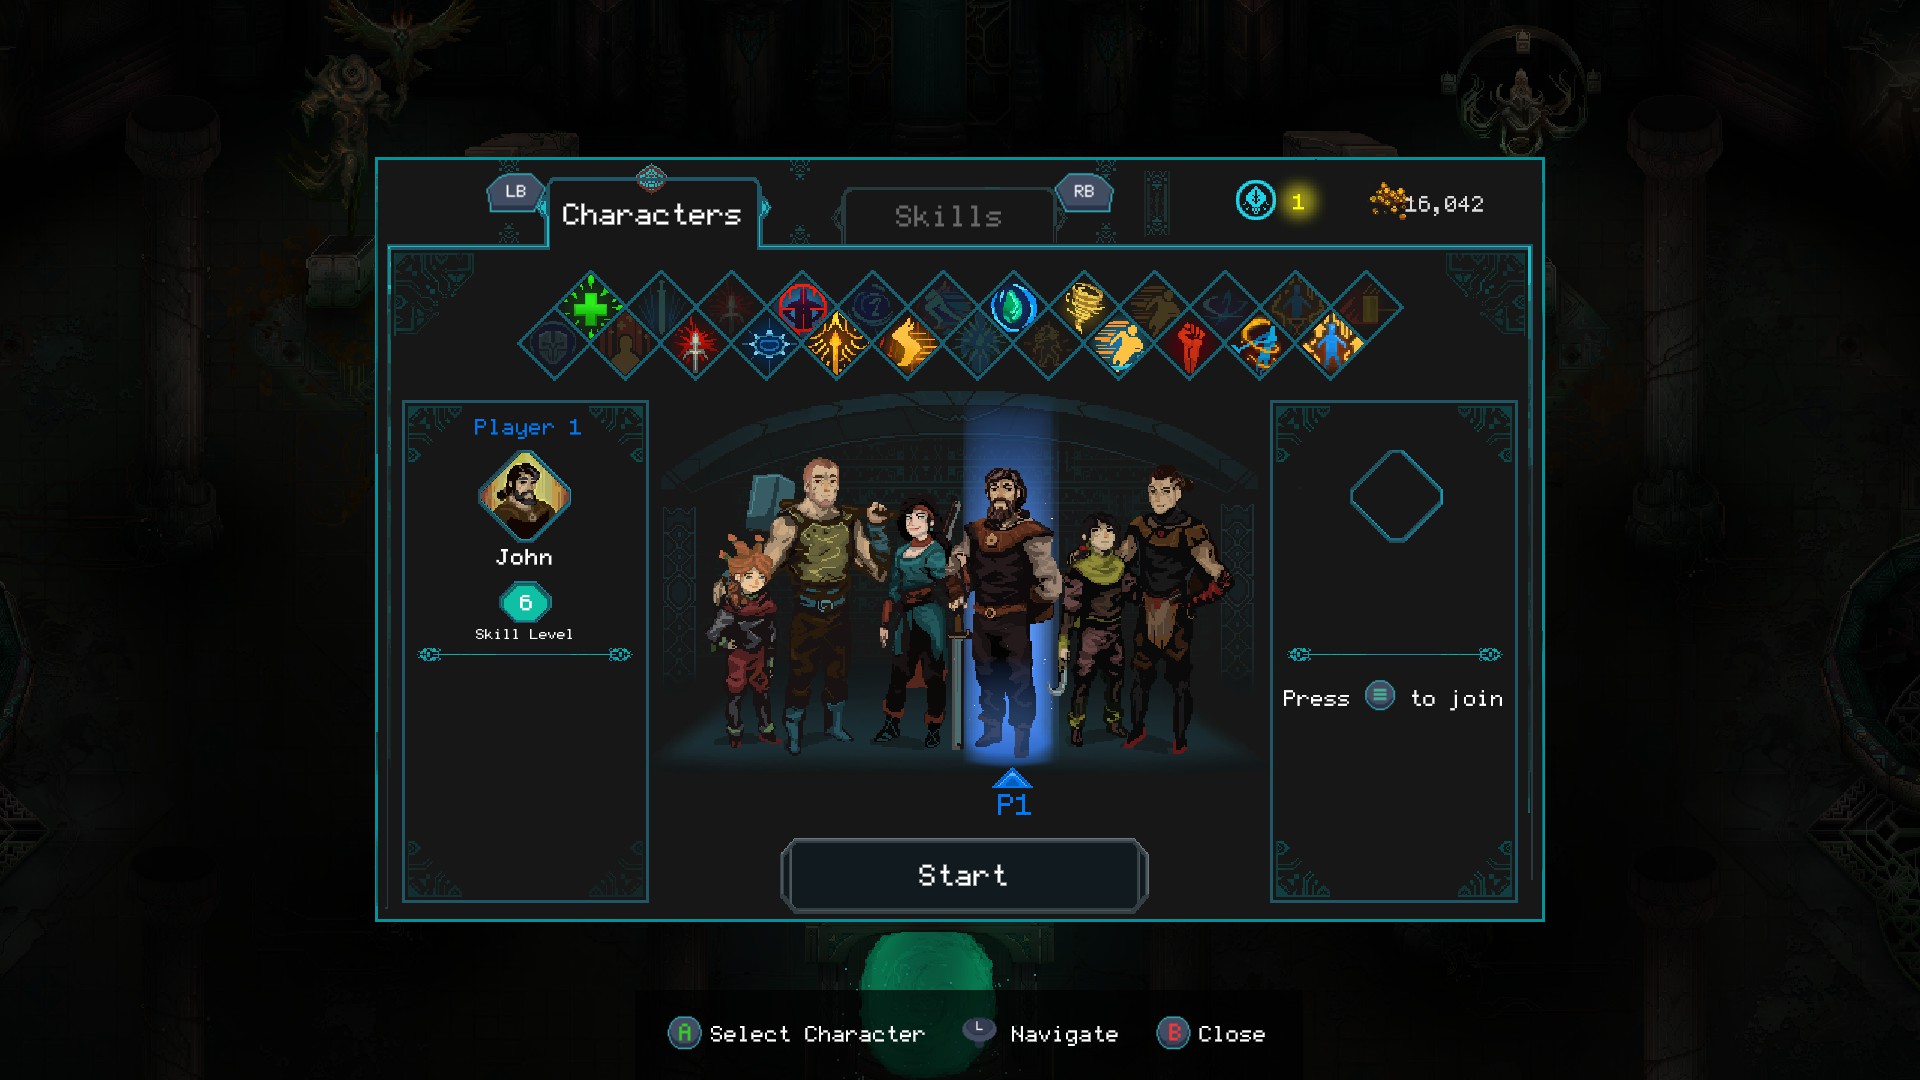 LB
Characters
Skills
RB
1
16,042
Player 1
John
6
Skill Level
Press to join
P1
Start
A Select Character
L Navigate
B Close